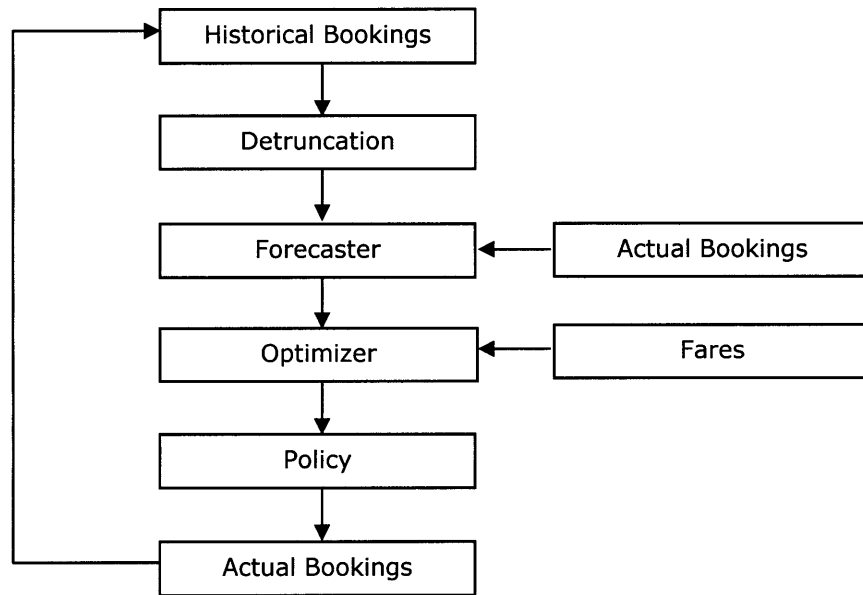 Historical Bookings
Detruncation
Forecaster
Actual Bookings
Optimizer
Fares
Policy
Actual Bookings